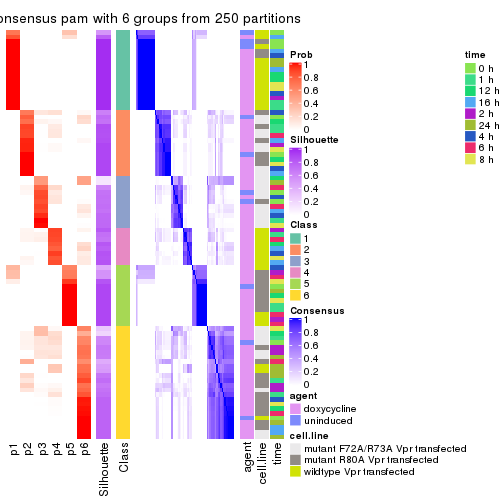 onsensus pam with 6 groups from 250 partitions
Prob
1
0.8
0.6
0.4
0.2
0
Silhouette
1
0.8
0.6
0.4
0.2
0
Class
1
2
3
4
5
6
Consensus
1
0.8
0.6
0.4
0.2
0
agent
doxycycline
uninduced
cell.line
mutant F72A/R73A Vpr transfected
mutant R80A Vpr transfected
wildtype Vpr transfected
time
0 h
1 h
12 h
16 h
2 h
24 h
4 h
6 h
8 h
p1
p2
p3
p4
p5
p6
Silhouette
Class
agent
cell.line
time